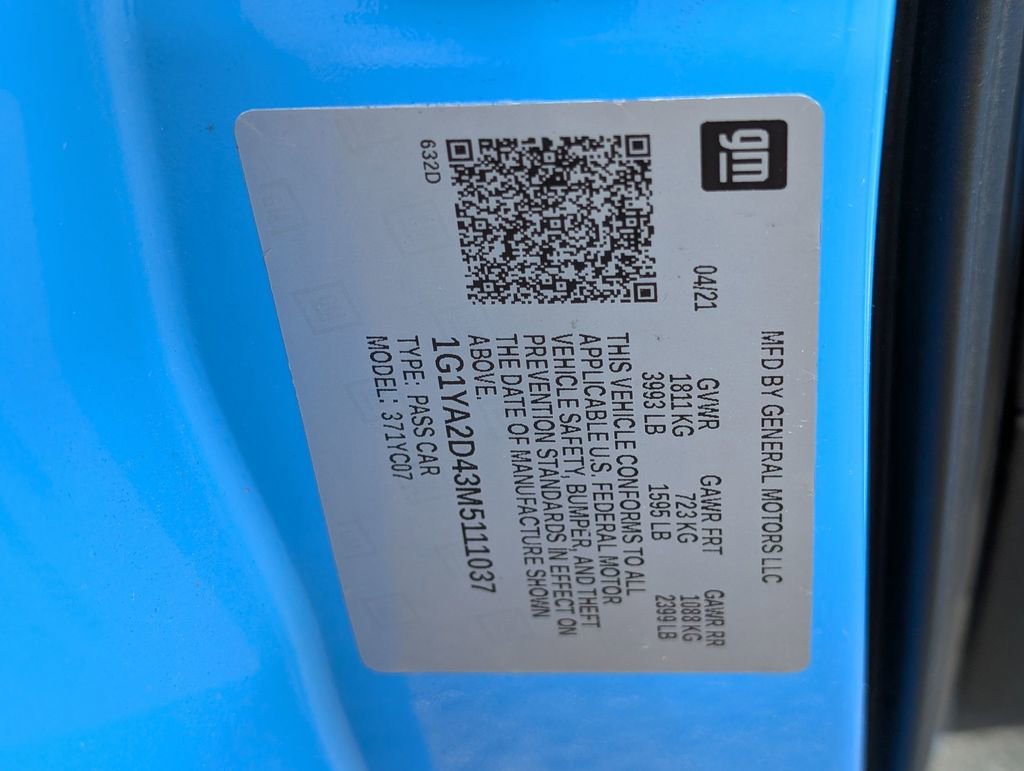 gm
MFD BY GENERAL MOTORS LLC
04/21
GVWR GAWR FRT GAWR RR
1811 KG 723 KG 1088 KG
3993 LB 1595 LB 2399 LB
THIS VEHICLE CONFORMS TO ALL
APPLICABLE U.S. FEDERAL MOTOR
VEHICLE SAFETY, BUMPER, AND THEFT
PREVENTION STANDARDS IN EFFECT ON
THE DATE OF MANUFACTURE SHOWN
ABOVE.
1G1YA2D43M5111037
TYPE: PASS CAR
MODEL: 371YC07
632D